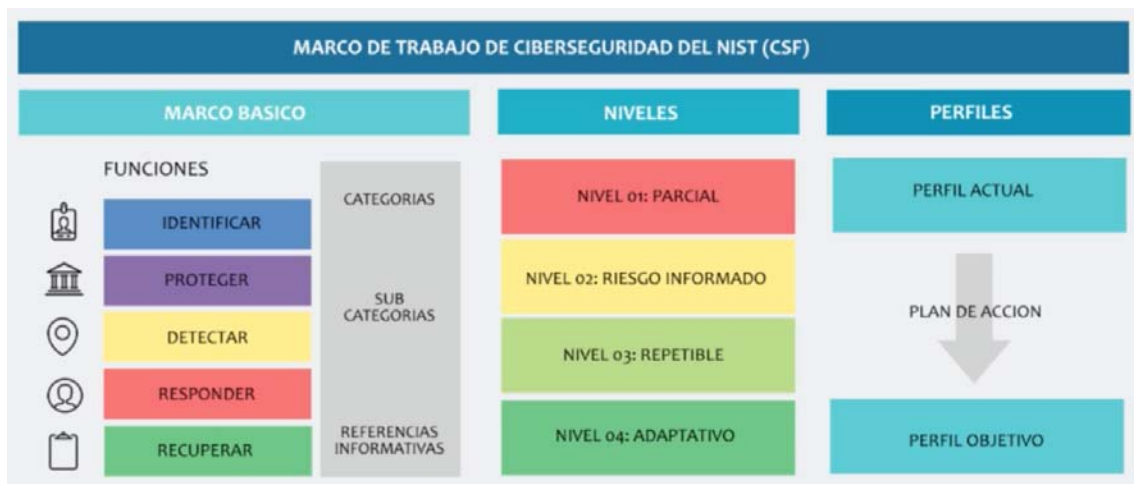 MARCO DE TRABAJO DE CIBERSEGURIDAD DEL NIST (CSF)
MARCO BASICO
FUNCIONES
IDENTIFICAR
PROTEGER
DETECTAR
RESPONDER
RECUPERAR
CATEGORIAS
SUB
CATEGORIAS
REFERENCIAS
INFORMATIVAS
NIVELES
NIVEL 01: PARCIAL
NIVEL 02: RIESGO INFORMADO
NIVEL 03: REPETIBLE
NIVEL 04: ADAPTATIVO
PERFILES
PERFIL ACTUAL
PLAN DE ACCION
PERFIL OBJETIVO